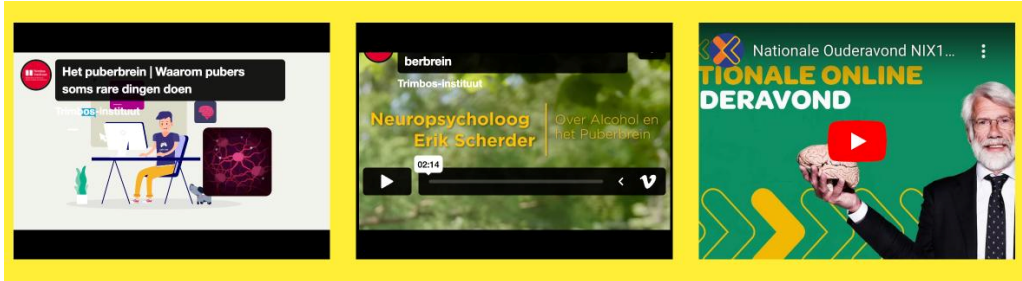 Het puberbrein | Waarom pubers
soms rare dingen doen
Trimbos-instituut
berbrein
Trimbos-instituut
Neuropsycholoog
Erik Scherder
Over Alcohol en
het Puberbrein
02:14
Nationale Ouderavond NIX1...
TIONALE ONLINE
DERAVOND